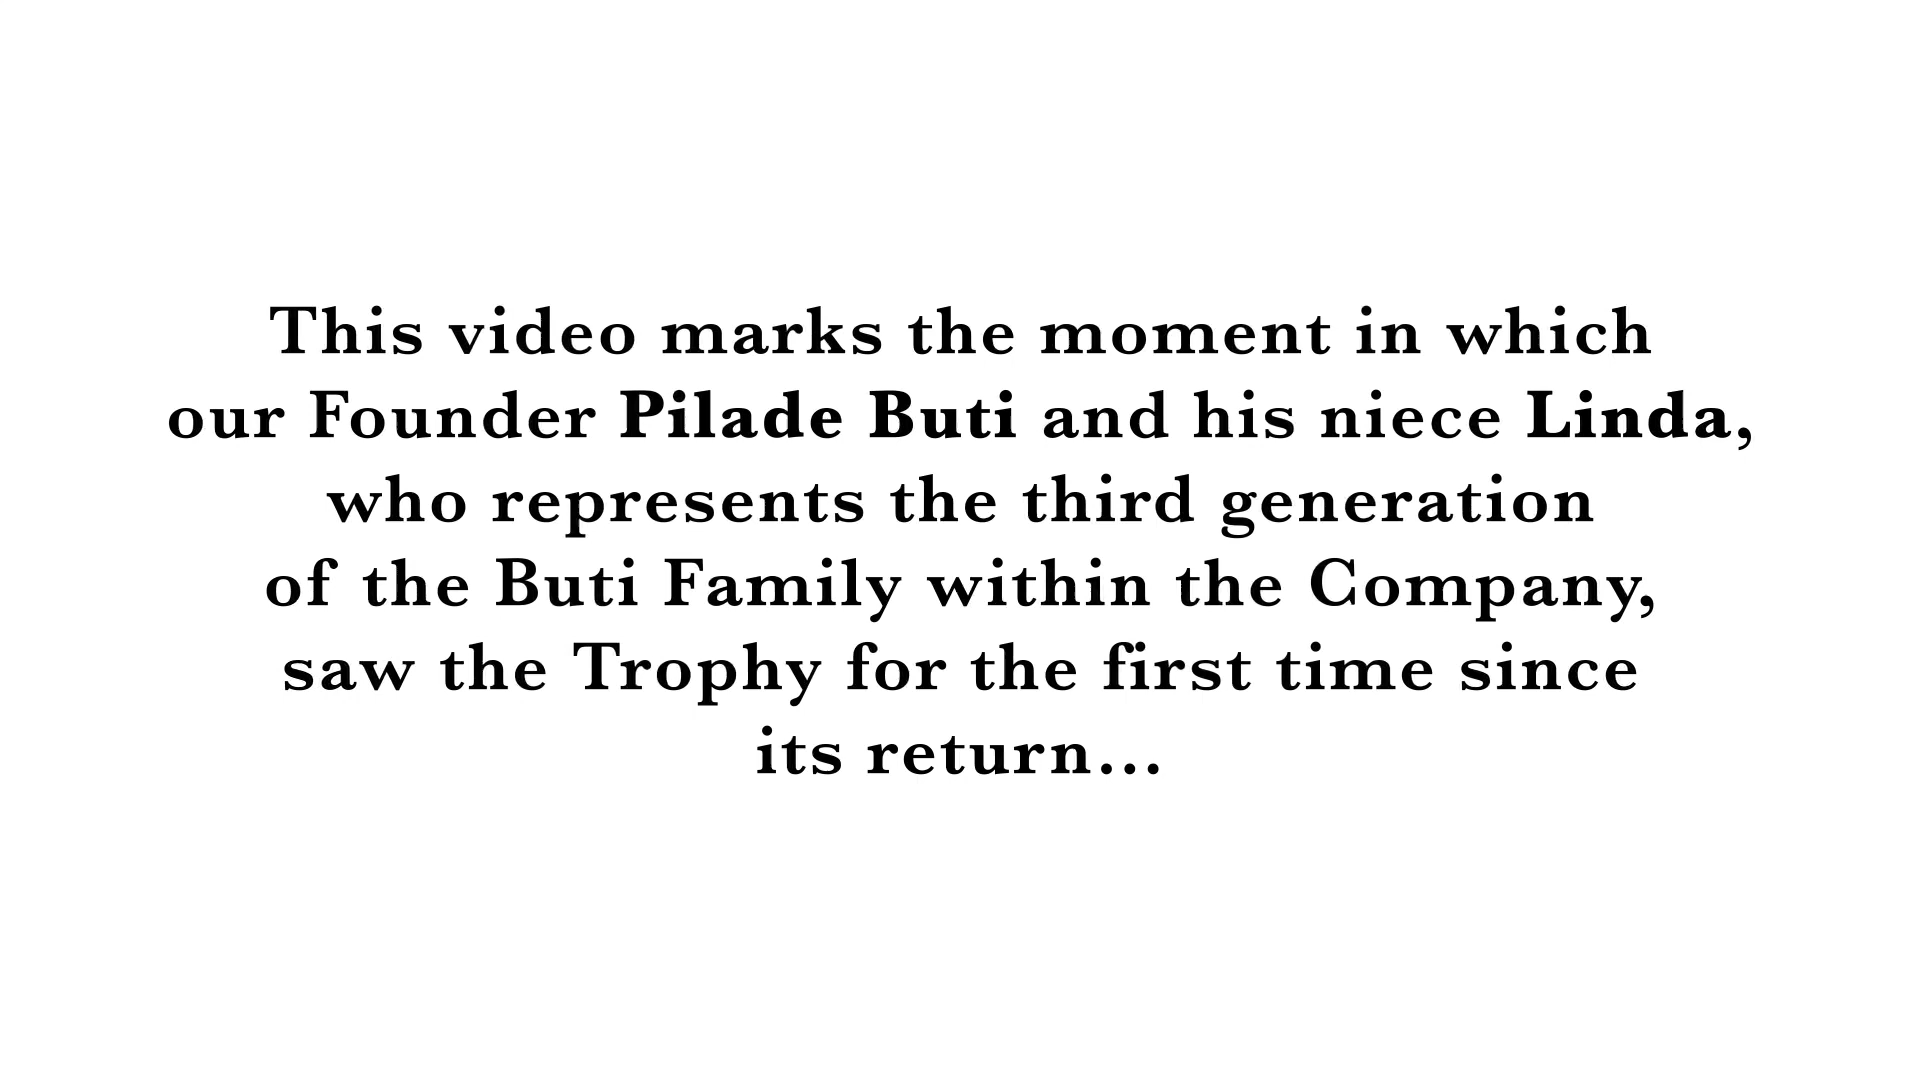 This video marks the moment in which
our Founder Pilade Buti and his niece Linda,
who represents the third generation
of the Buti Family within the Company,
saw the Trophy for the first time since
its return...